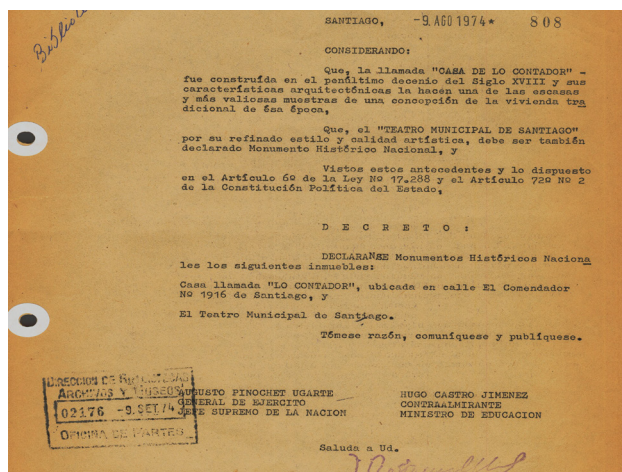 Biblio
SANTIAGO, -9.AGO 1974* 808
CONSIDERANDO:
Que, la llamada "CASA DE LO CONTADOR" -
fue construída en el penúltimo decenio del Siglo XVIII y sus
características arquitectónicas la hacén una de las escasas
y más valiosas muestras de una concepción de la vivienda tra
dicional de ésa época,
Que, el "TEATRO MUNICIPAL DE SANTIAGO"
por su refinado estilo y calidad artística, debe ser también
declarado Monumento Histórico Nacional, y
Vistos estos antecedentes y lo dispuesto
en el Artículo 6º de la Ley Nº 17.288 y el Artículo 72º Nº 2
de la Constitución Política del Estado,
D E C R E T O :
DECLARANSE Monumentos Históricos Naciona
les los siguientes inmuebles:
Casa llamada "LO CONTADOR", ubicada en calle El Comendador
Nº 1916 de Santiago, y
El Teatro Municipal de Santiago.
Tómese razón, comuníquese y publíquese.
DIRECCION DE BIBLIOTECAS
ARCHIVOS Y MUSEOS
02176 -9.SET/74
OFICINA DE PARTES
AUGUSTO PINOCHET UGARTE
GENERAL DE EJERCITO
JEFE SUPREMO DE LA NACION
HUGO CASTRO JIMENEZ
CONTRAALMIRANTE
MINISTRO DE EDUCACION
Saluda a Ud.